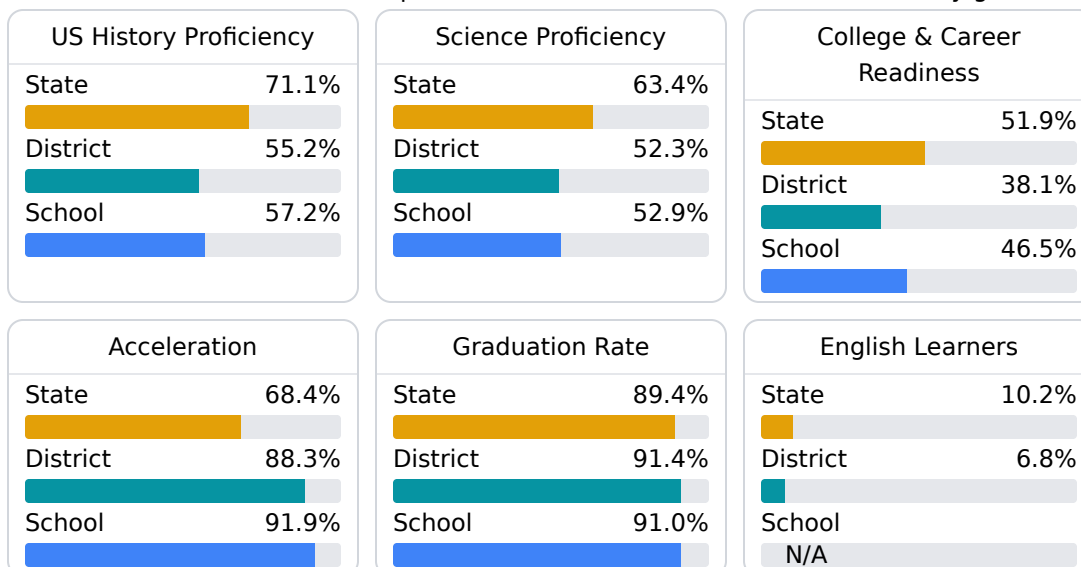 US History Proficiency
State 71.1%
District 55.2%
School 57.2%
Science Proficiency
State 63.4%
District 52.3%
School 52.9%
College & Career
Readiness
State 51.9%
District 38.1%
School 46.5%
Acceleration
State 68.4%
District 88.3%
School 91.9%
Graduation Rate
State 89.4%
District 91.4%
School 91.0%
English Learners
State 10.2%
District 6.8%
School
N/A